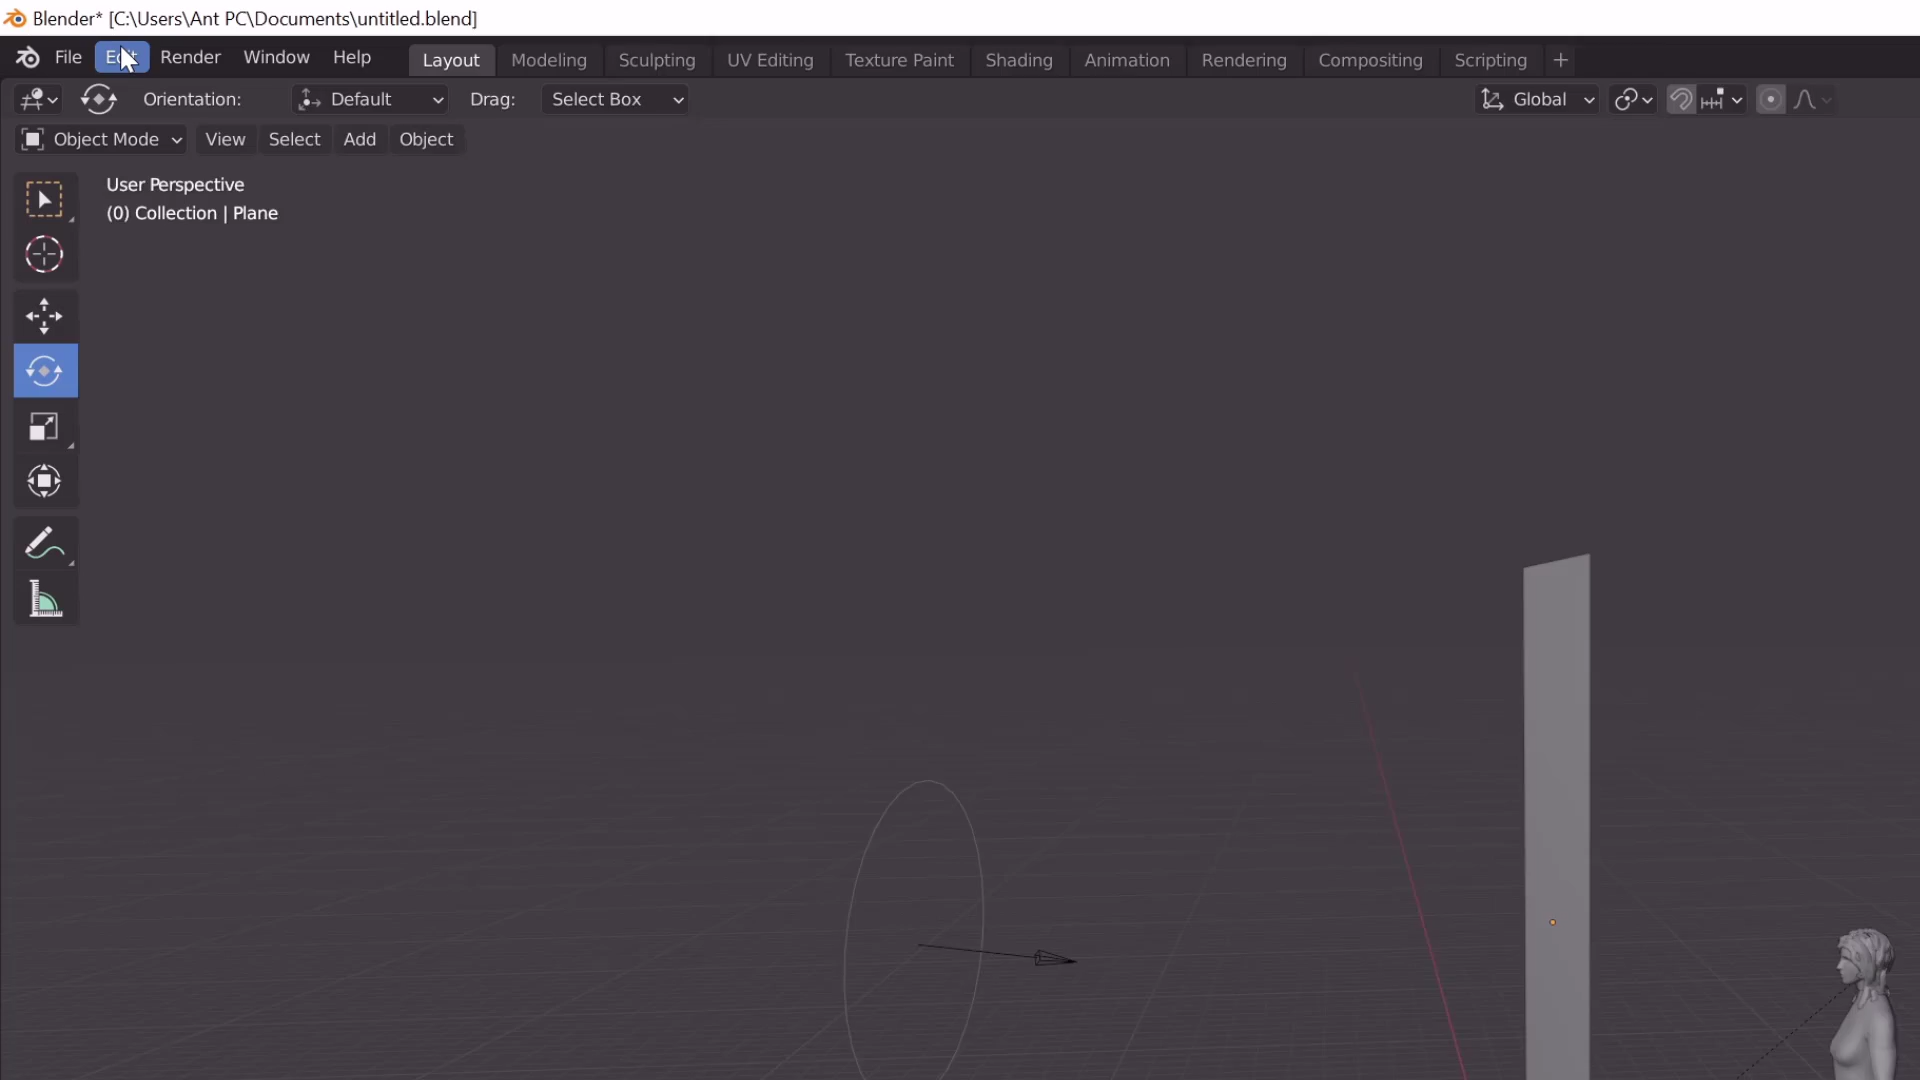 Blender* [C:\Users\Ant PC\Documents\untitled.blend]
File Edit Render Window Help Layout Modeling Sculpting UV Editing Texture Paint Shading Animation Rendering Compositing Scripting +
Orientation: Default Drag: Select Box Global
Object Mode View Select Add Object
User Perspective
(0) Collection | Plane